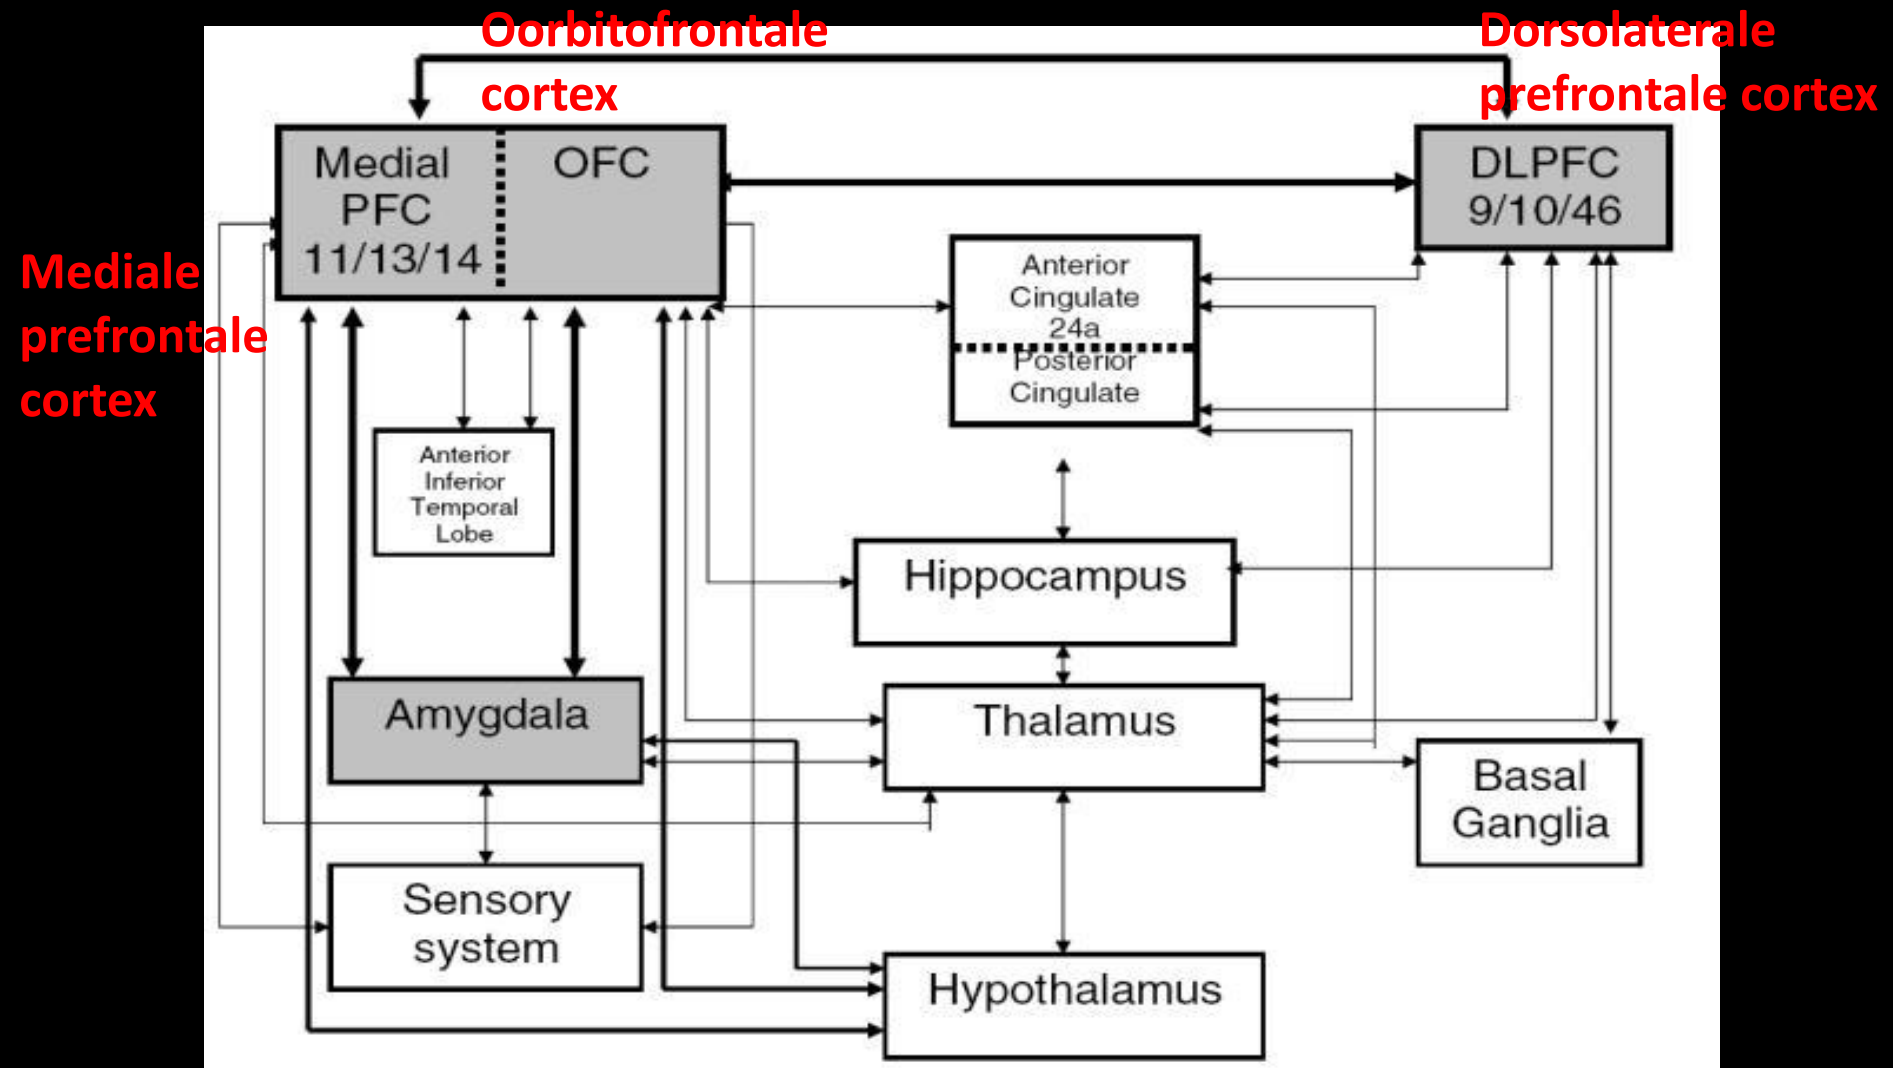 Oorbitofrontale
cortex
Dorsolaterale
prefrontale cortex
Mediale
prefrontale
cortex
Medial
PFC
11/13/14
OFC
DLPFC
9/10/46
Anterior
Cingulate
24a
Posterior
Cingulate
Anterior
Inferior
Temporal
Lobe
Hippocampus
Amygdala
Thalamus
Basal
Ganglia
Sensory
system
Hypothalamus